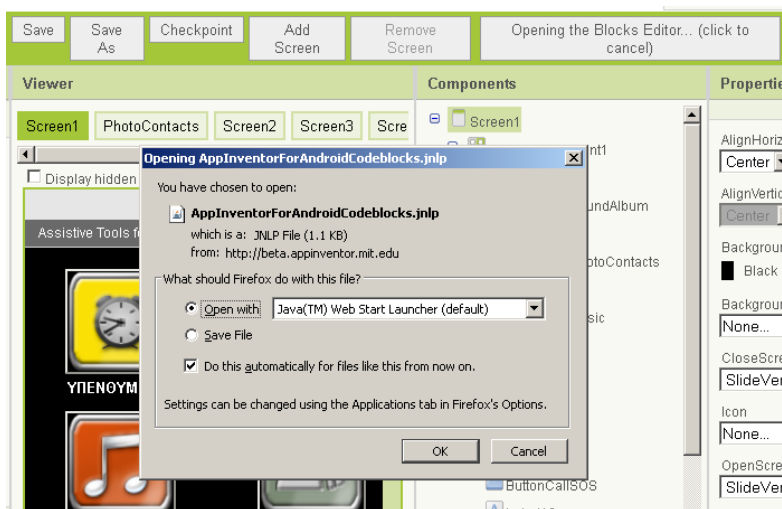 Save
Save As
Checkpoint
Add Screen
Remove Screen
Opening the Blocks Editor... (click to cancel)
Viewer
Components
Screen1
PhotoContacts
Screen2
Screen3
Scre
Display hidden
Assistive Tools f
ΥΠΕΝΟΥΜ
Opening AppInventorForAndroidCodeblocks.jnlp
You have chosen to open:
AppInventorForAndroidCodeblocks.jnlp
which is a: JNLP File (1.1 KB)
from: http://beta.appinventor.mit.edu
What should Firefox do with this file?
Open with
Java(TM) Web Start Launcher (default)
Save File
Do this automatically for files like this from now on.
Settings can be changed using the Applications tab in Firefox's Options.
OK
Cancel
Screen1
nt1
undAlbum
otoContacts
sic
ButtonCallSOS
Properti
AlignHoriz
Center
AlignVertic
Center
Backgroun
Black
Backgroun
None...
CloseScre
SlideVer
Icon
None...
OpenScre
SlideVer